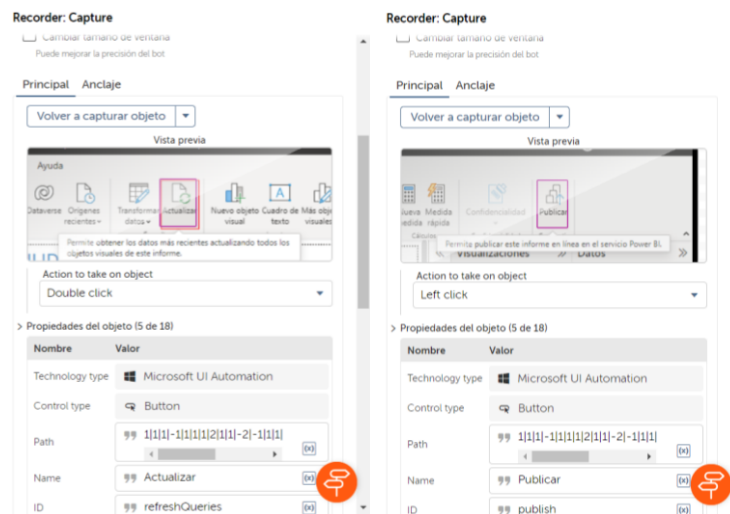 Recorder: Capture
Cambiar tamaño de ventana
Puede mejorar la precisión del bot
Principal Anclaje
Volver a capturar objeto
Vista previa
Ayuda
Dataverse Orígenes recientes Transformar datos Actualizar Nuevo objeto visual Cuadro de texto Más obje visuales
Permite obtener los datos más recientes actualizando todos los
objetos visuales de este informe.
Action to take on object
Double click
Propiedades del objeto (5 de 18)
Nombre Valor
Technology type Microsoft UI Automation
Control type Button
Path 1|1|1|-1|1|1|1|2|1|1|-2|-1|1|1|
(x)
Name Actualizar (x)
ID refreshQueries (x)
Recorder: Capture
Cambiar tamaño de ventana
Puede mejorar la precisión del bot
Principal Anclaje
Volver a capturar objeto
Vista previa
Nueva medida Medida rápida Confidencialidad Publicar
Cálculos
Permite publicar este informe en línea en el servicio Power BI.
Visualizaciones Datos
Action to take on object
Left click
Propiedades del objeto (5 de 18)
Nombre Valor
Technology type Microsoft UI Automation
Control type Button
Path 1|1|1|-1|1|1|1|2|1|1|-2|-1|1|1|
(x)
Name Publicar (x)
ID publish (x)